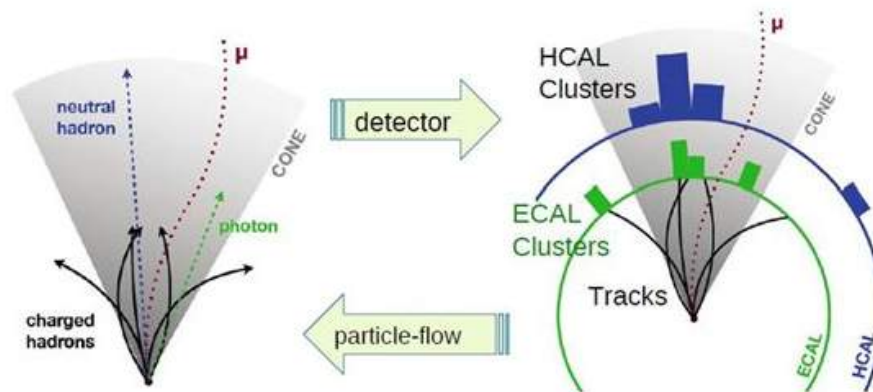 μ
neutral
hadron
CONE
photon
charged
hadrons
detector
particle-flow
μ
HCAL
Clusters
CONE
ECAL
Clusters
Tracks
ECAL
HCAL